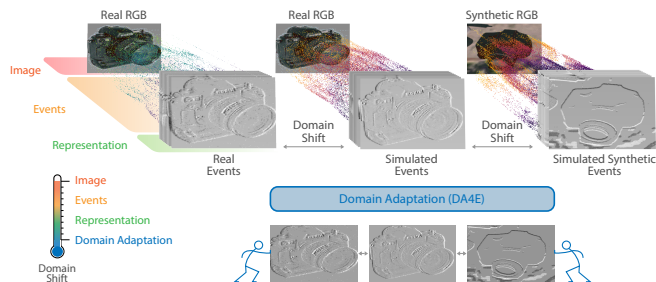 Real RGB
Real RGB
Synthetic RGB
Image
Events
Representation
Domain
Shift
Domain
Shift
Real
Events
Simulated
Events
Simulated Synthetic
Events
Image
Events
Representation
Domain Adaptation
Domain
Shift
Domain Adaptation (DA4E)